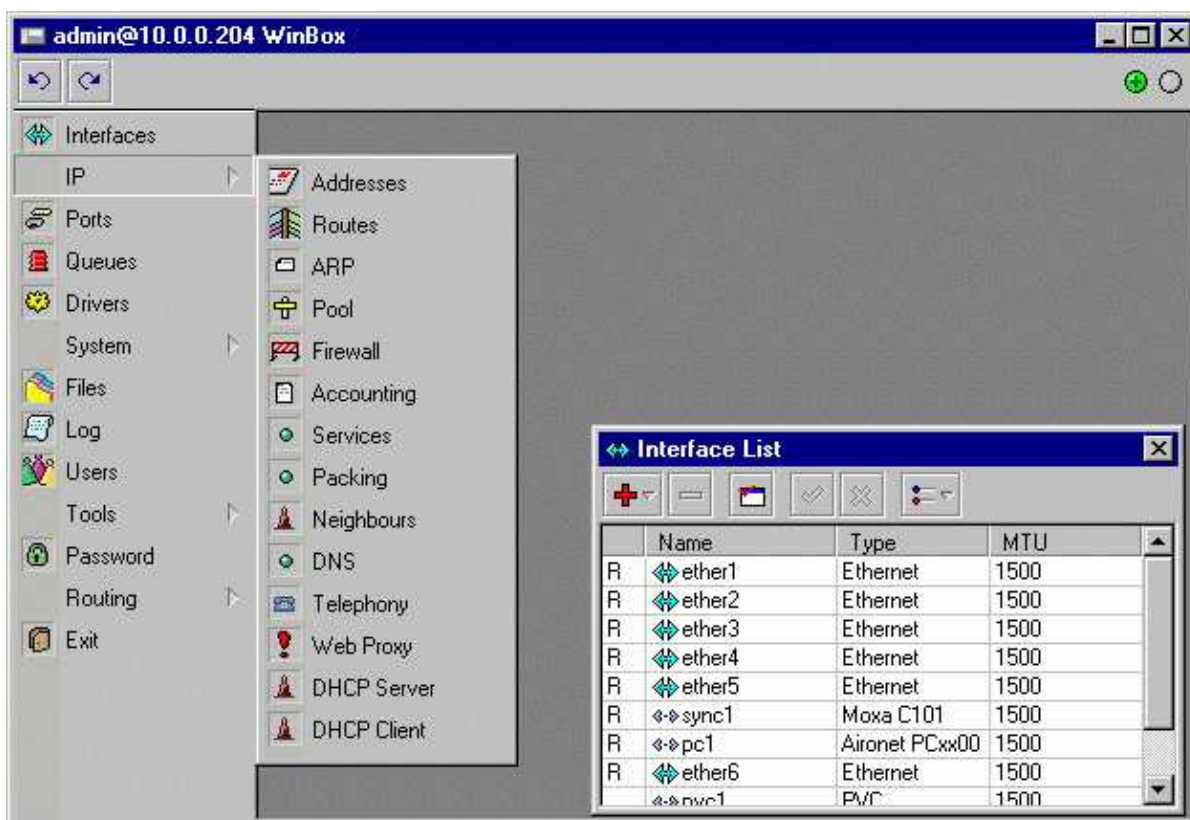 admin@10.0.0.204 WinBox
Interfaces
IP
Ports
Queues
Drivers
System
Files
Log
Users
Tools
Password
Routing
Exit
Addresses
Routes
ARP
Pool
Firewall
Accounting
Services
Packing
Neighbours
DNS
Telephony
Web Proxy
DHCP Server
DHCP Client
Interface List
Name Type MTU
R ether1 Ethernet 1500
R ether2 Ethernet 1500
R ether3 Ethernet 1500
R ether4 Ethernet 1500
R ether5 Ethernet 1500
R sync1 Moxa C101 1500
R pc1 Aironet PCxx00 1500
R ether6 Ethernet 1500
pvc1 PVC 1500